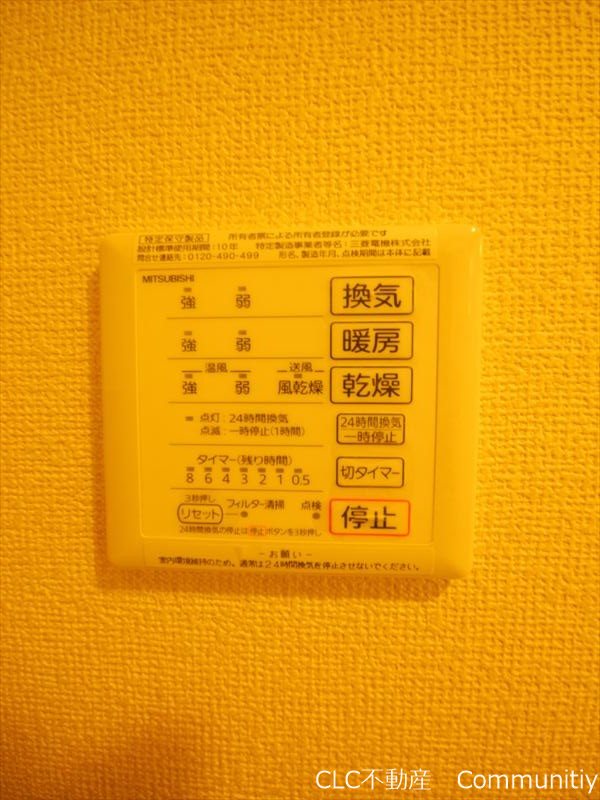 特定保守製品 所有者票による所有者登録が必要です
設計標準使用期間:10年 特定製造事業者等名:三菱電機株式会社
問合せ連絡先:0120-490-499 形名、製造年月、点検期間は本体に記載
MITSUBISHI
強 弱 換気
強 弱 暖房
温風 送風
強 弱 風乾燥 乾燥
点灯:24時間換気
点滅:一時停止(1時間)
24時間換気
一時停止
タイマー(残り時間)
8 6 4 3 2 1 0.5
切タイマー
3秒押し
リセット フィルター清掃 点検
停止
24時間換気の停止は停止ボタンを3秒押し
-お願い-
室内環境維持のため、通常は24時間換気を停止させないでください。
CLC不動産 Communitiy